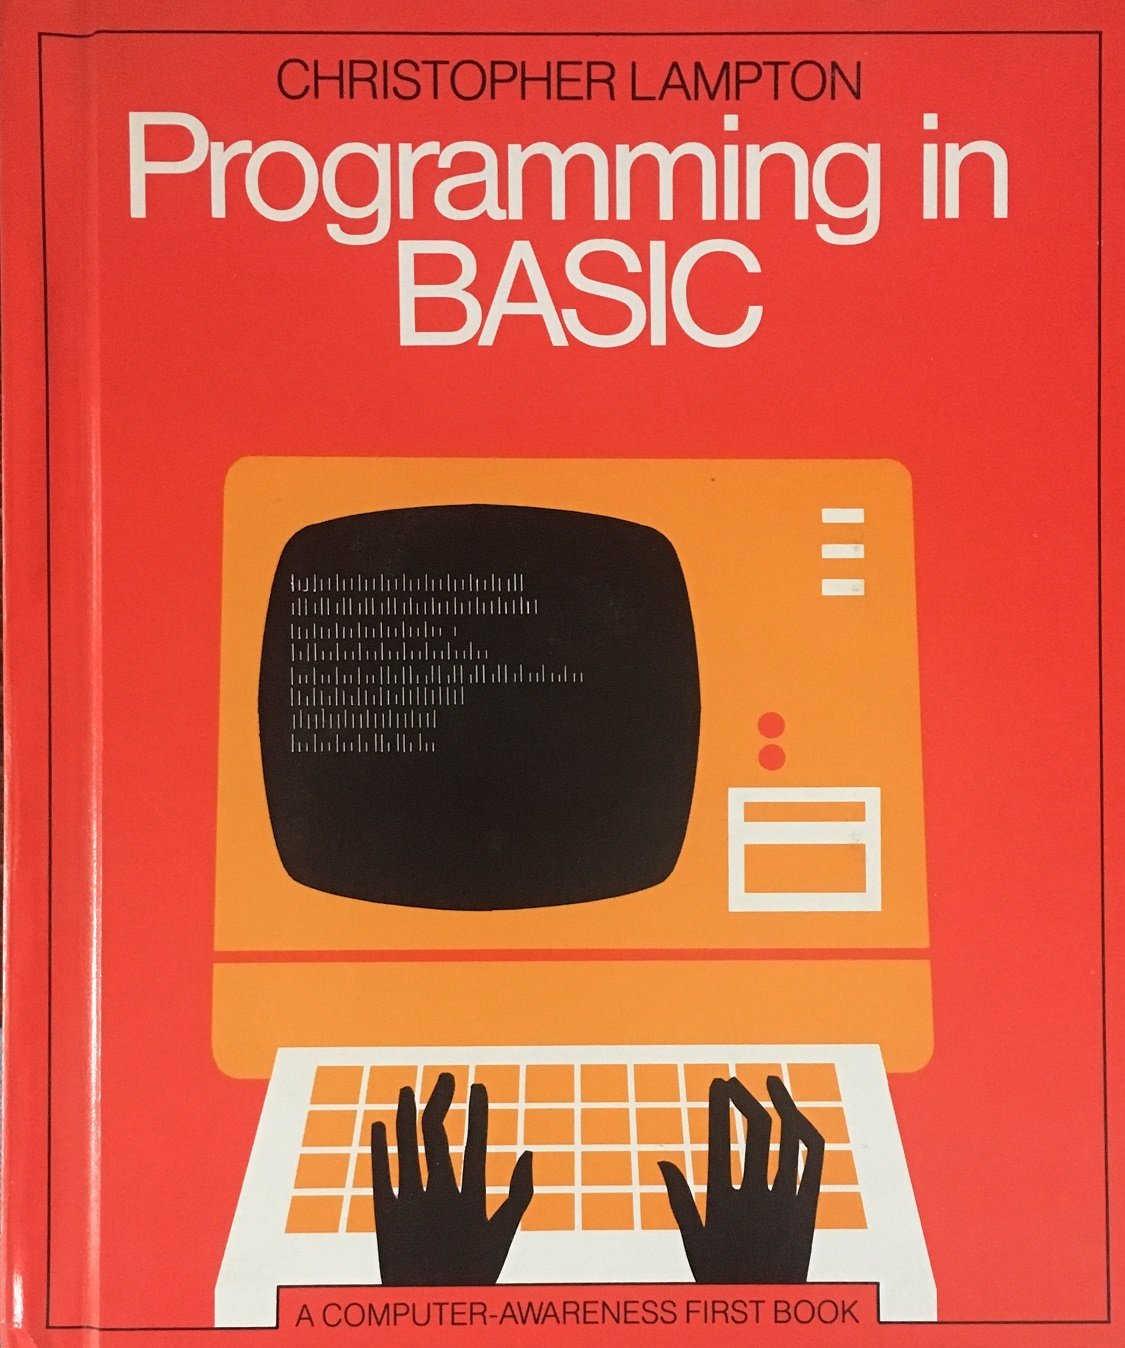 CHRISTOPHER LAMPTON
Programming in
BASIC
A COMPUTER-AWARENESS FIRST BOOK